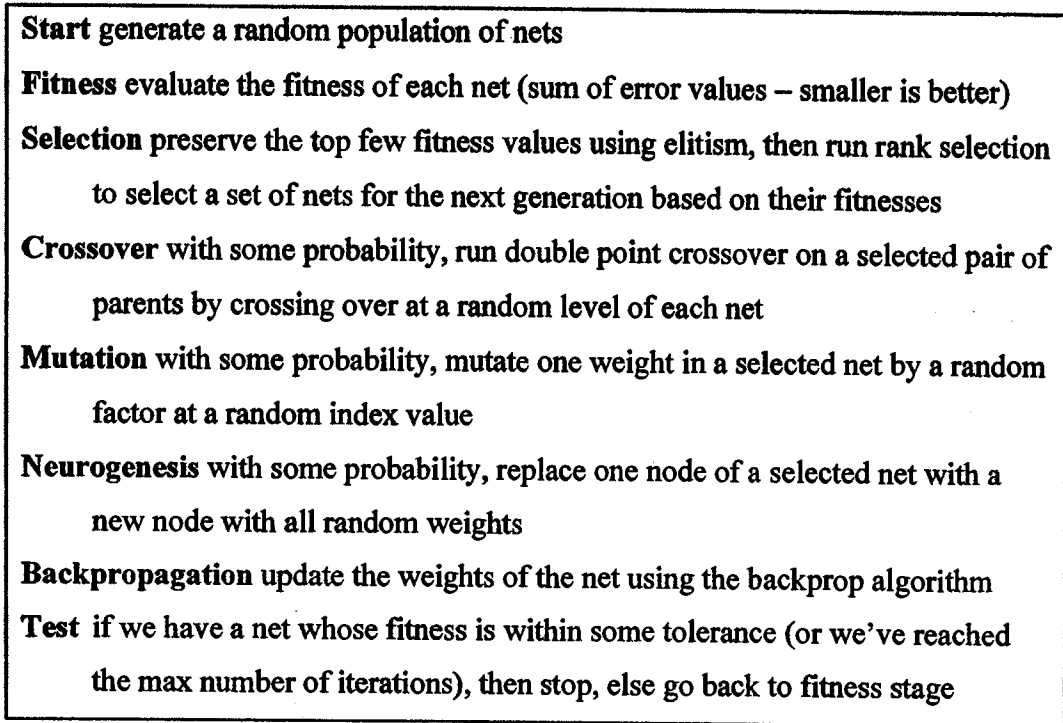 Start generate a random population of nets
Fitness evaluate the fitness of each net (sum of error values – smaller is better)
Selection preserve the top few fitness values using elitism, then run rank selection
to select a set of nets for the next generation based on their fitnesses
Crossover with some probability, run double point crossover on a selected pair of
parents by crossing over at a random level of each net
Mutation with some probability, mutate one weight in a selected net by a random
factor at a random index value
Neurogenesis with some probability, replace one node of a selected net with a
new node with all random weights
Backpropagation update the weights of the net using the backprop algorithm
Test if we have a net whose fitness is within some tolerance (or we've reached
the max number of iterations), then stop, else go back to fitness stage